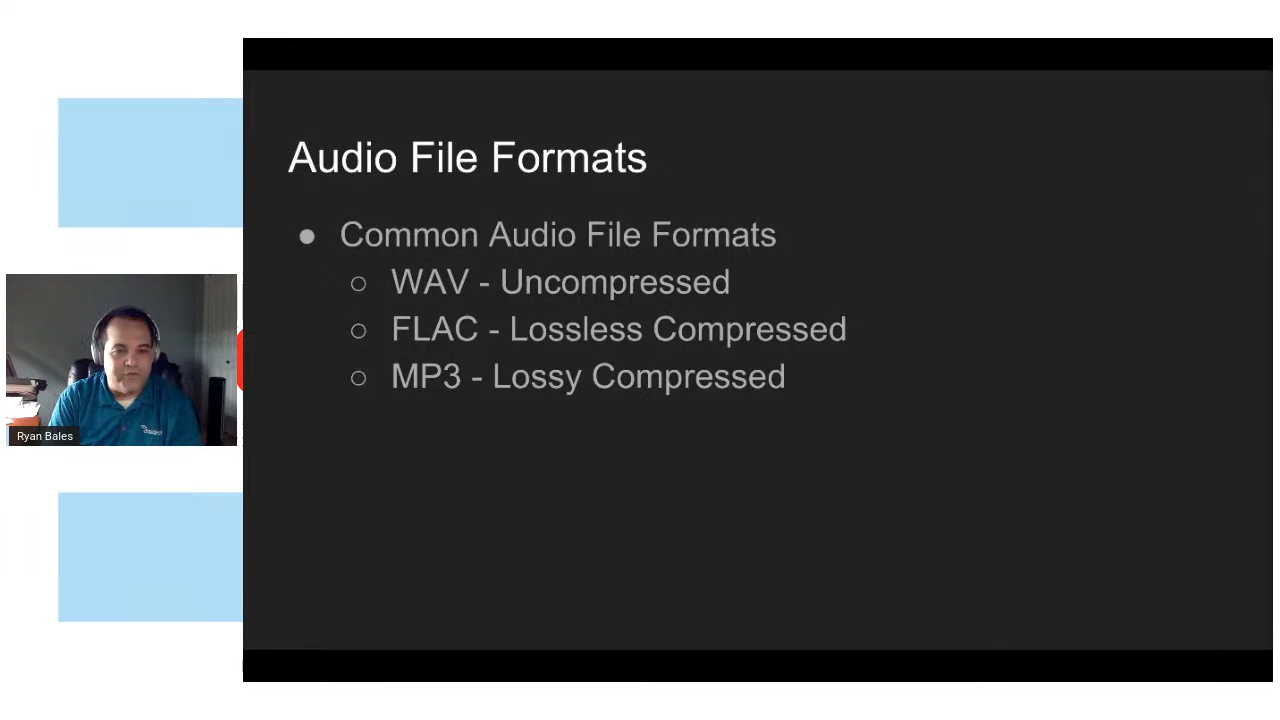 Audio File Formats
● Common Audio File Formats
○ WAV - Uncompressed
○ FLAC - Lossless Compressed
○ MP3 - Lossy Compressed
Ryan Bales